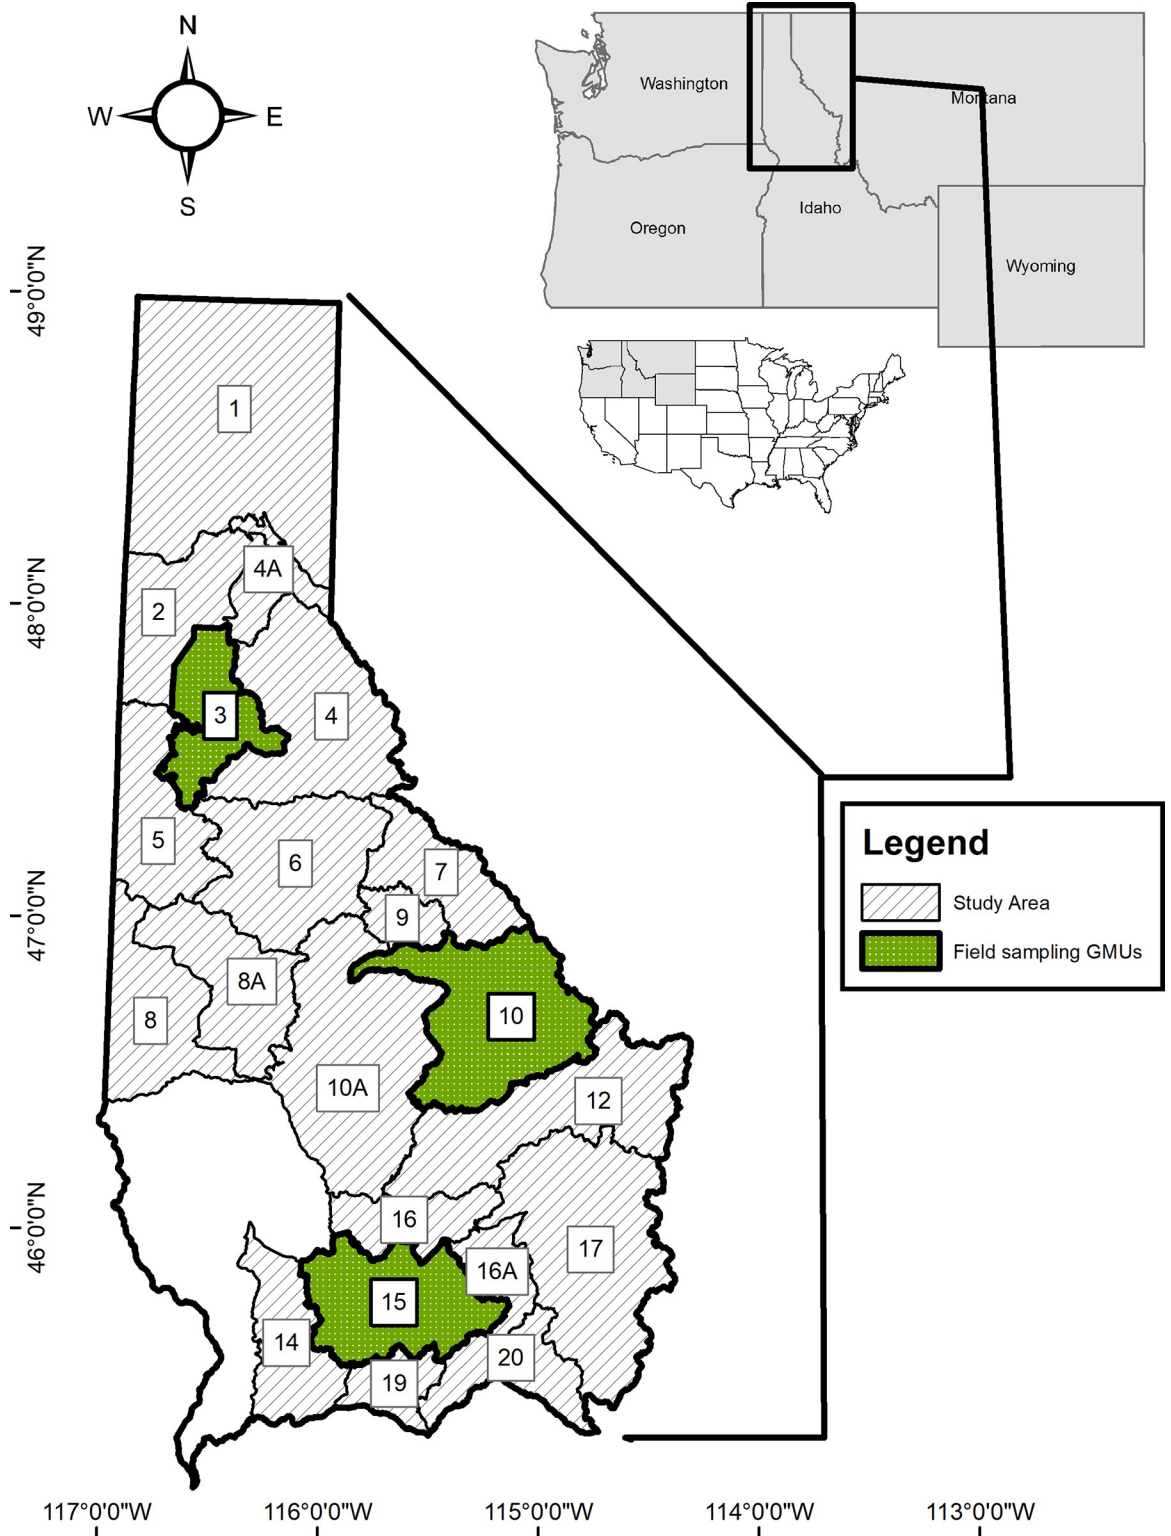 N
W E
S
Washington
Montana
Oregon
Idaho
Wyoming
49°0'0"N
48°0'0"N
47°0'0"N
46°0'0"N
1
4A
2
3
4
5
6
7
9
8A
8
10
10A
12
16
17
16A
15
14
20
19
Legend
Study Area
Field sampling GMUs
117°0'0"W 116°0'0"W 115°0'0"W 114°0'0"W 113°0'0"W